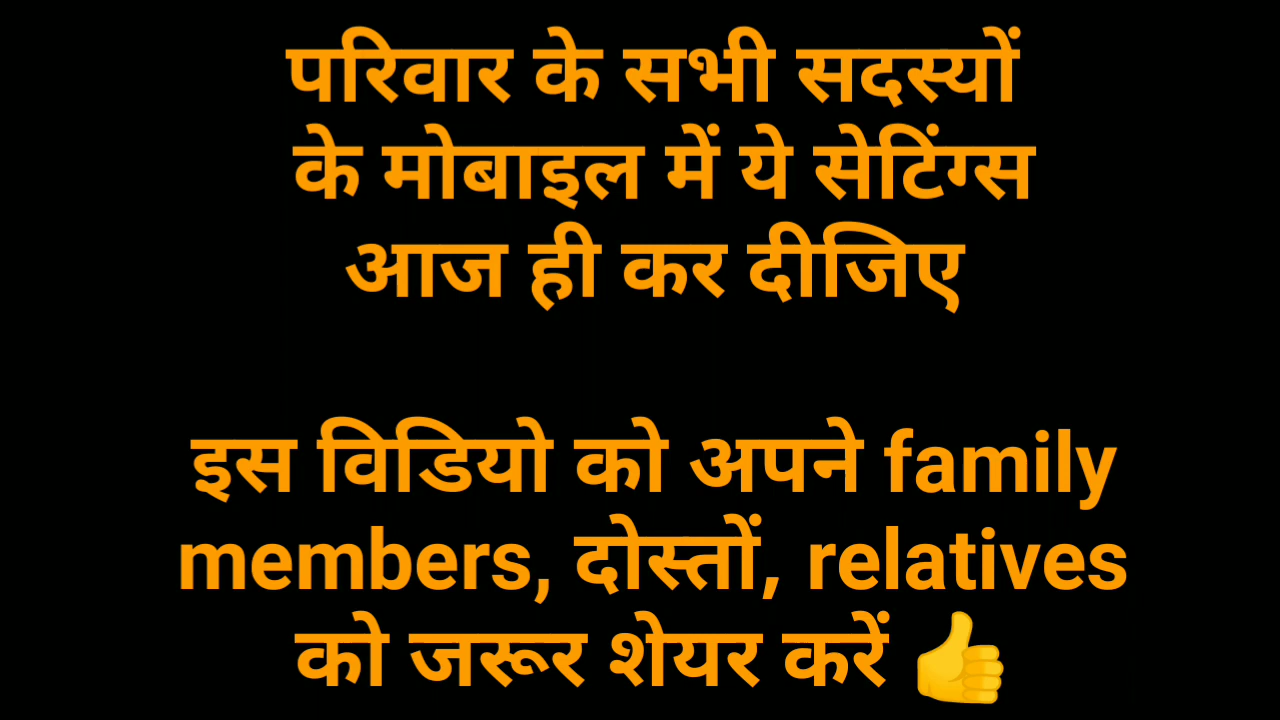 परिवार के सभी सदस्यों
के मोबाइल में ये सेटिंग्स
आज ही कर दीजिए
इस विडियो को अपने family
members, दोस्तों, relatives
को जरूर शेयर करें 👍